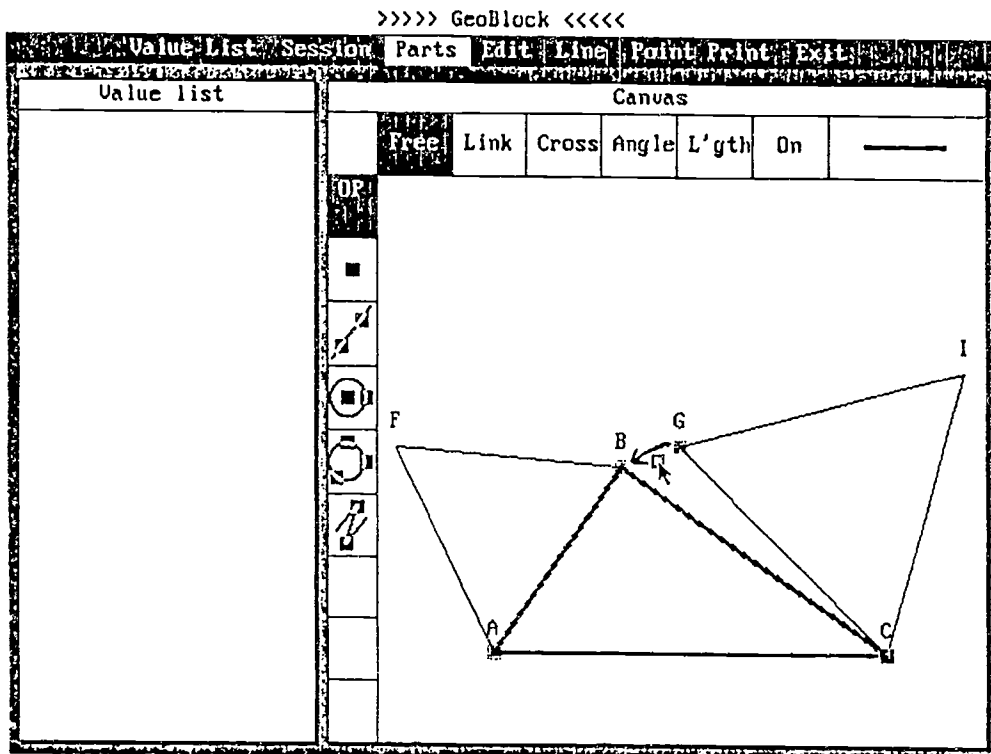 >>>>> GeoBlock <<<<<
Value List Session Parts Edit Line Point Print Exit
Value list
Canvas
Free Link Cross Angle L'gth On
OP
I
F
G
B
A
C